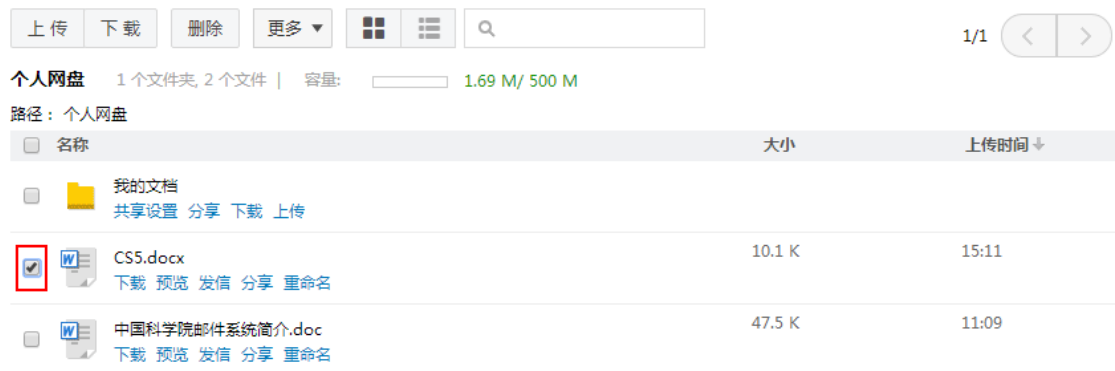 上传 下载 删除 更多 1/1
个人网盘 1 个文件夹, 2 个文件 | 容量: 1.69 M/ 500 M
路径： 个人网盘
名称 大小 上传时间
我的文档
共享设置 分享 下载 上传
CS5.docx 10.1 K 15:11
下载 预览 发信 分享 重命名
中国科学院邮件系统简介.doc 47.5 K 11:09
下载 预览 发信 分享 重命名